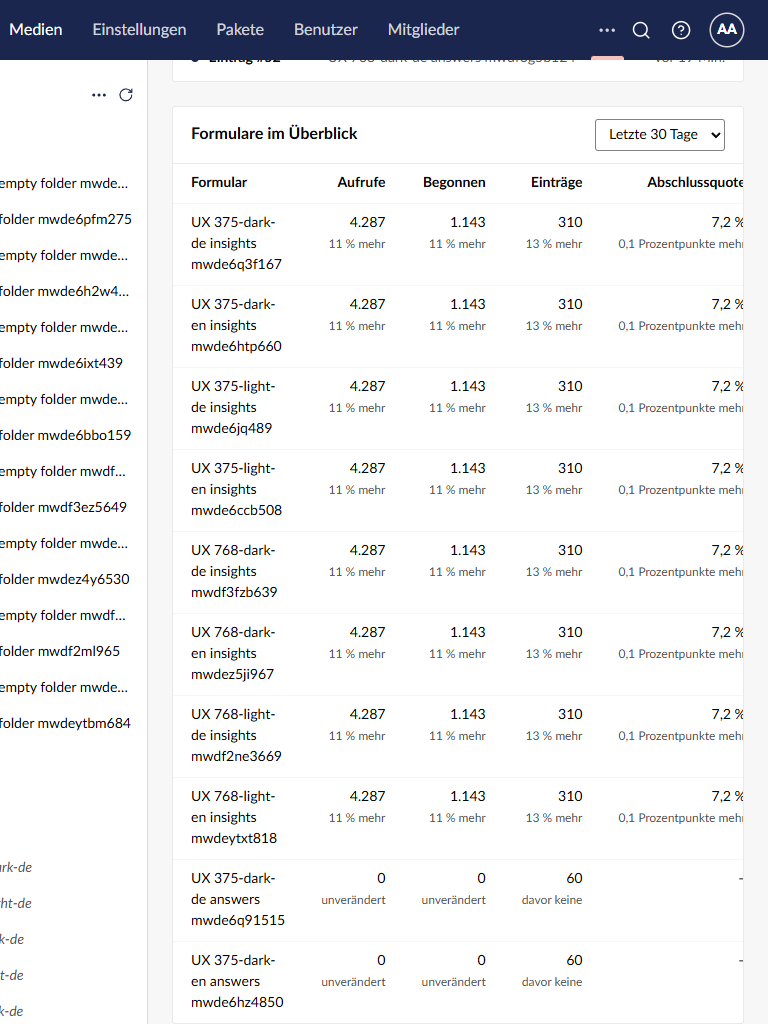 Medien Einstellungen Pakete Benutzer Mitglieder ··· AA
Formulare im Überblick
Letzte 30 Tage
empty folder mwde...
folder mwde6pfm275
empty folder mwde...
folder mwde6h2w4...
empty folder mwde...
folder mwde6ixt439
empty folder mwde...
folder mwde6bbo159
empty folder mwdf...
folder mwdf3ez5649
empty folder mwde...
folder mwdez4y6530
empty folder mwdf...
folder mwdf2ml965
empty folder mwde...
folder mwdeytbm684
rk-de
ht-de
k-de
t-de
k-de
Formular Aufrufe Begonnen Einträge Abschlussquote
UX 375-dark- 4.287 1.143 310 7,2 %
de insights 11 % mehr 11 % mehr 13 % mehr 0,1 Prozentpunkte mehr
mwde6q3f167
UX 375-dark- 4.287 1.143 310 7,2 %
en insights 11 % mehr 11 % mehr 13 % mehr 0,1 Prozentpunkte mehr
mwde6htp660
UX 375-light- 4.287 1.143 310 7,2 %
de insights 11 % mehr 11 % mehr 13 % mehr 0,1 Prozentpunkte mehr
mwde6jq489
UX 375-light- 4.287 1.143 310 7,2 %
en insights 11 % mehr 11 % mehr 13 % mehr 0,1 Prozentpunkte mehr
mwde6ccb508
UX 768-dark- 4.287 1.143 310 7,2 %
de insights 11 % mehr 11 % mehr 13 % mehr 0,1 Prozentpunkte mehr
mwdf3fzb639
UX 768-dark- 4.287 1.143 310 7,2 %
en insights 11 % mehr 11 % mehr 13 % mehr 0,1 Prozentpunkte mehr
mwdez5ji967
UX 768-light- 4.287 1.143 310 7,2 %
de insights 11 % mehr 11 % mehr 13 % mehr 0,1 Prozentpunkte mehr
mwdf2ne3669
UX 768-light- 4.287 1.143 310 7,2 %
en insights 11 % mehr 11 % mehr 13 % mehr 0,1 Prozentpunkte mehr
mwdeytxt818
UX 375-dark- 0 0 60 -
de answers unverändert unverändert davor keine
mwde6q91515
UX 375-dark- 0 0 60 -
en answers unverändert unverändert davor keine
mwde6hz4850